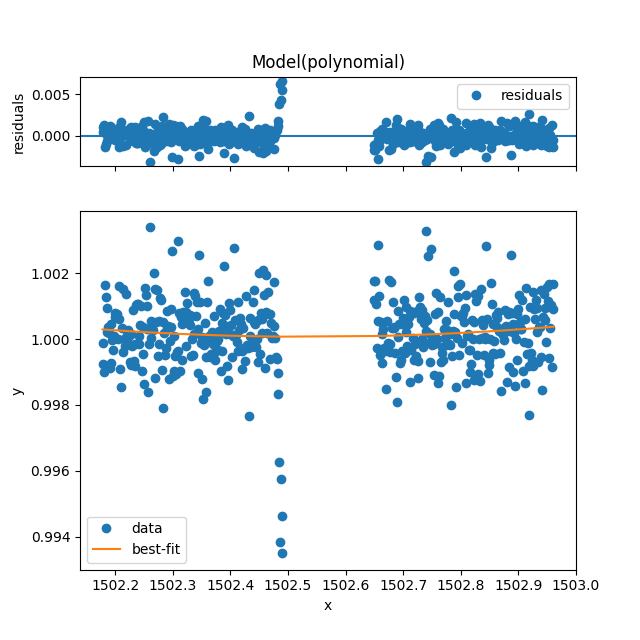 Model(polynomial)
residuals
0.005
0.000
residuals
y
1.002
1.000
0.998
0.996
0.994
data
best-fit
1502.2 1502.3 1502.4 1502.5 1502.6 1502.7 1502.8 1502.9 1503.0
x